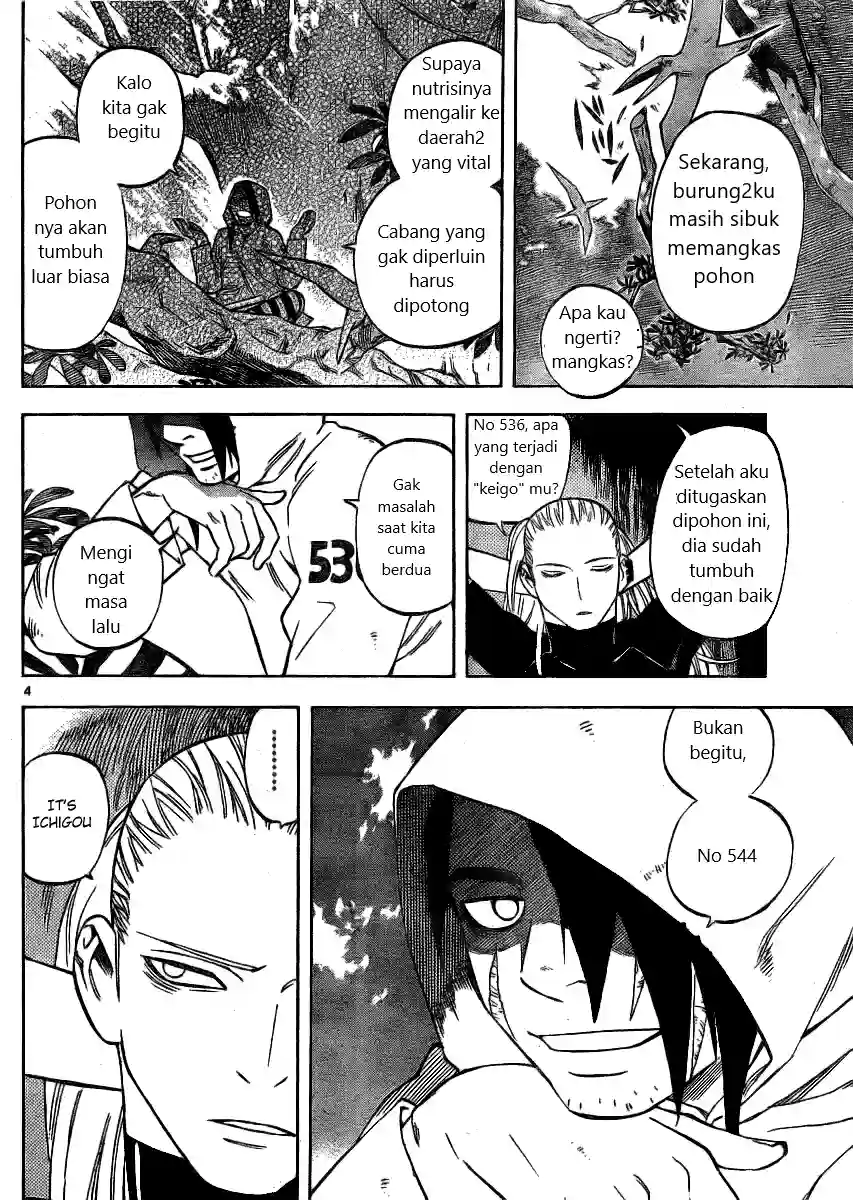 Sekarang,
burung2ku
masih sibuk
memangkas
pohon
Apa kau
ngerti?
mangkas?
Supaya
nutrisinya
mengalir ke
daerah2
yang vital
Cabang yang
gak diperluin
harus
dipotong
Kalo
kita gak
begitu
Pohon
nya akan
tumbuh
luar biasa
Setelah aku
ditugaskan
dipohon ini,
dia sudah
tumbuh
dengan baik
No 536, apa
yang terjadi
dengan
"keigo" mu?
Gak
masalah
saat kita
cuma
berdua
53
Mengi
ngat
masa
lalu
4
Bukan
begitu,
No 544
.........
IT'S
ICHIGOU